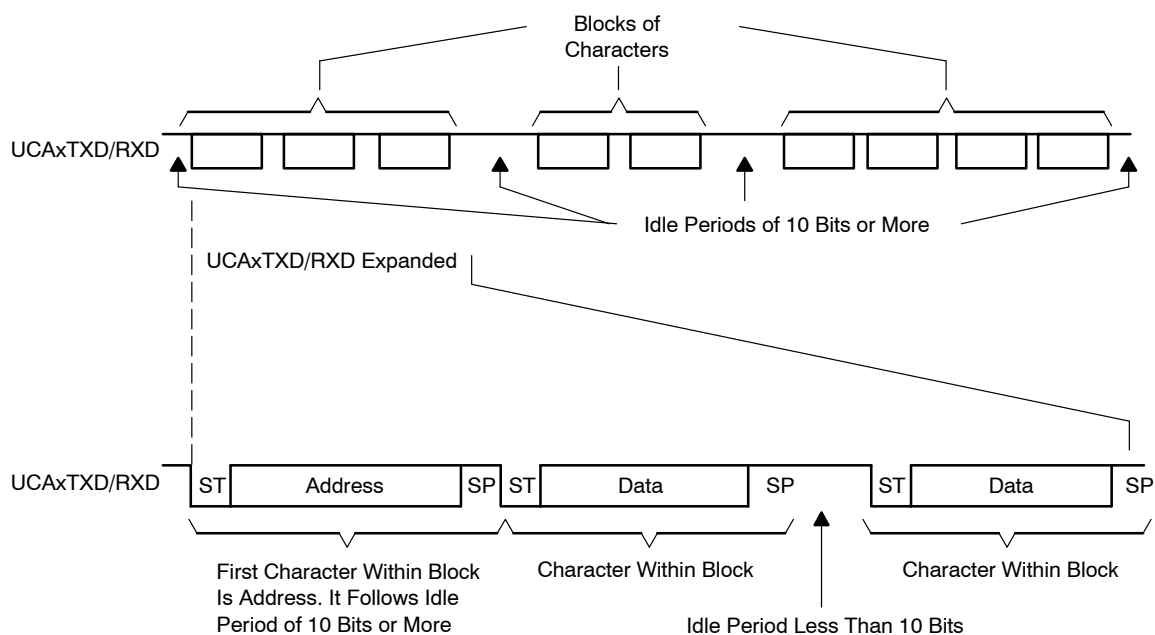 Blocks of
Characters
UCAxTXD/RXD
Idle Periods of 10 Bits or More
UCAxTXD/RXD Expanded
UCAxTXD/RXD
ST
Address
SP
ST
Data
SP
ST
Data
SP
First Character Within Block
Is Address. It Follows Idle
Period of 10 Bits or More
Character Within Block
Character Within Block
Idle Period Less Than 10 Bits